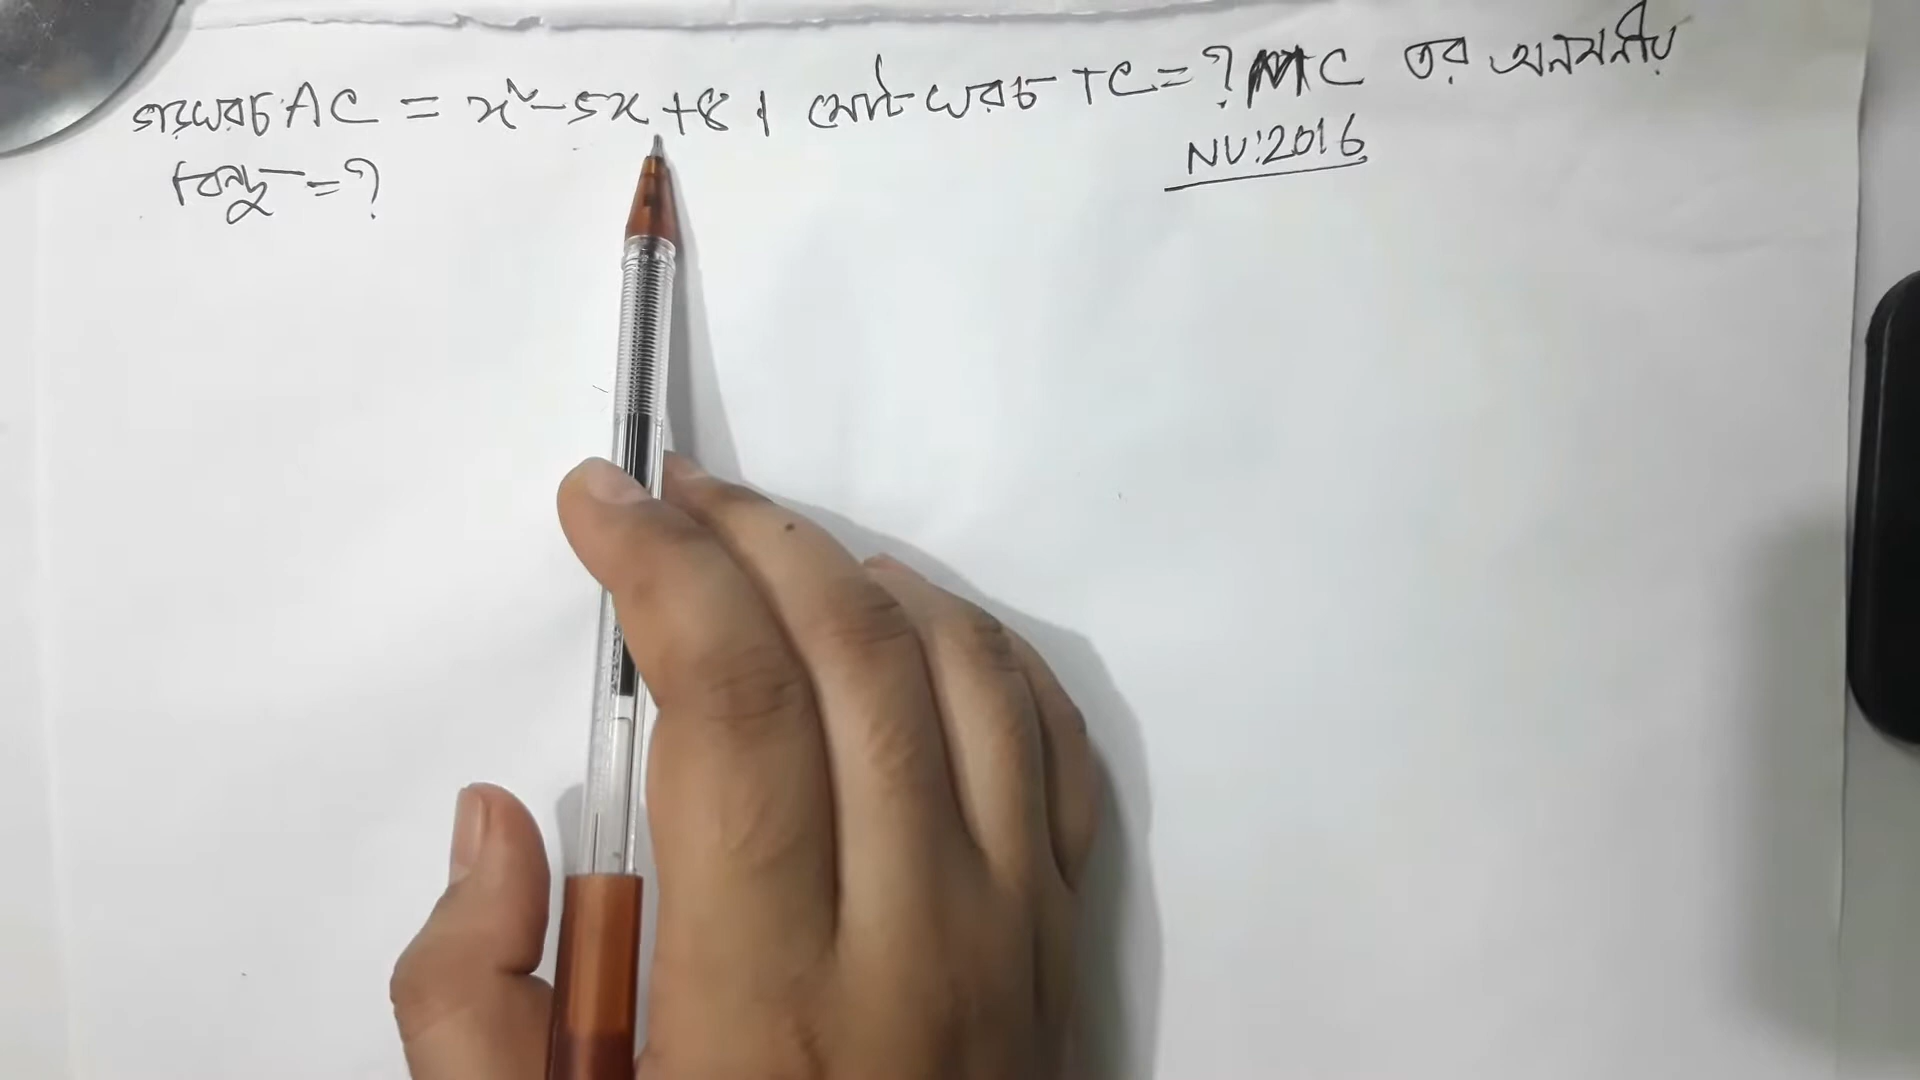 গড়খরচ AC = x² - 5x + 8। মোট খরচ TC = ? MC এর অনমনীয়
বিন্দু = ?
NU: 2016